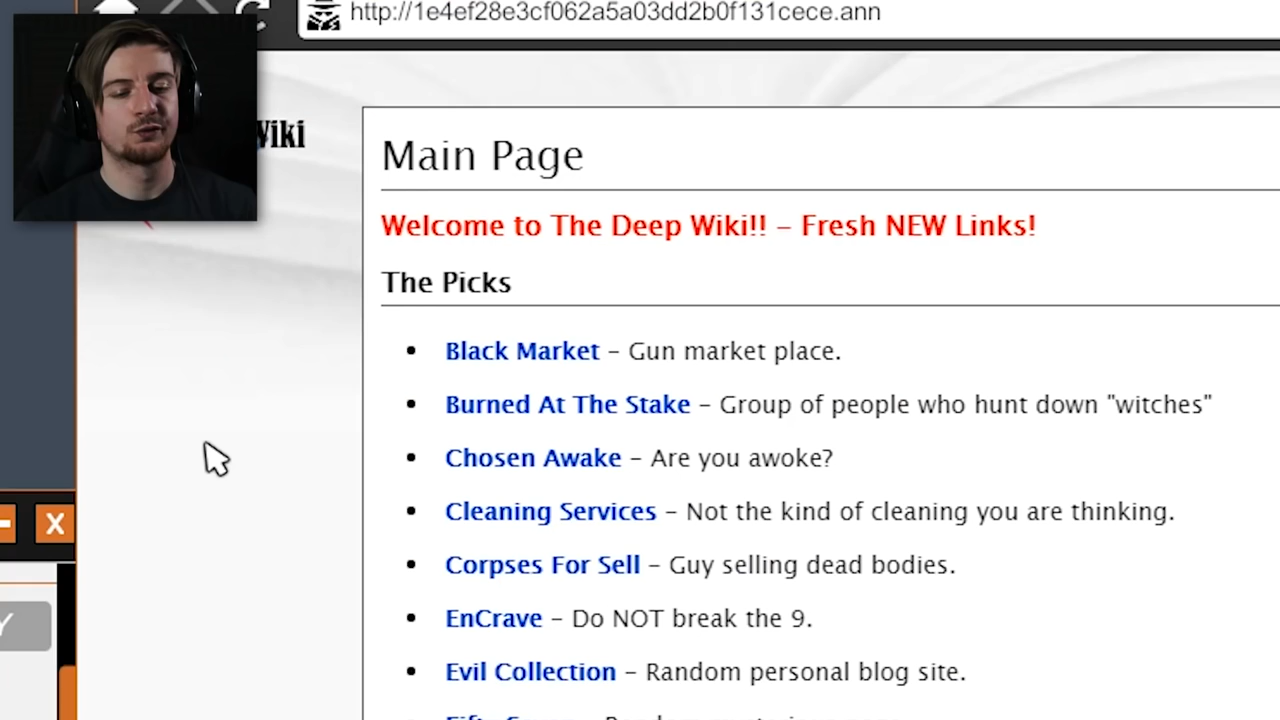 http://1e4ef28e3cf062a5a03dd2b0f131cece.ann
Wiki
Main Page
Welcome to The Deep Wiki!! – Fresh NEW Links!
The Picks
• Black Market – Gun market place.
• Burned At The Stake – Group of people who hunt down "witches"
• Chosen Awake – Are you awoke?
• Cleaning Services – Not the kind of cleaning you are thinking.
• Corpses For Sell – Guy selling dead bodies.
• EnCrave – Do NOT break the 9.
• Evil Collection – Random personal blog site.
X
Y